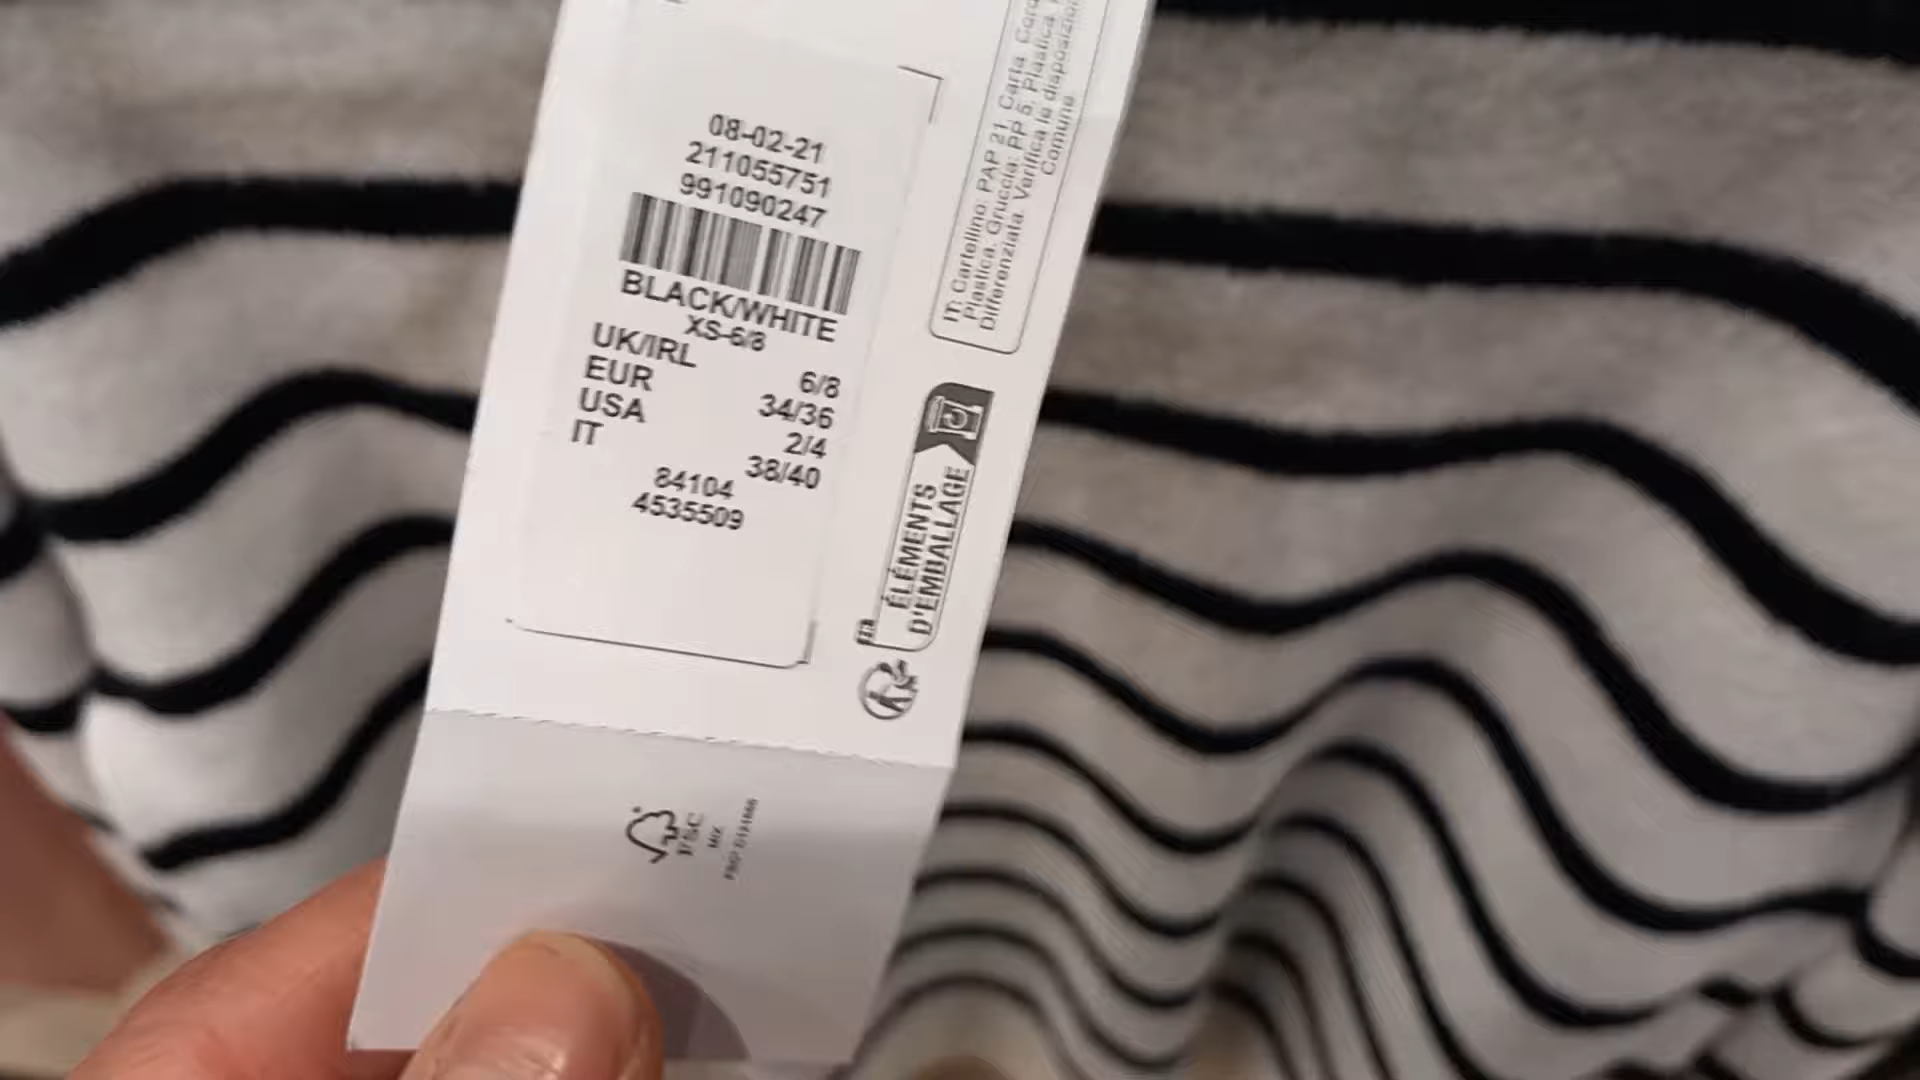 08-02-21
211055751
991090247
BLACK/WHITE
XS-6/8
UK/IRL 6/8
EUR 34/36
USA 2/4
IT 38/40
84104
4535509
IT: Cartellino: PAP 21, Carta.
Plastica. Gruccia: PP 5, Plastica.
Differenziata. Verifica le disposizioni
Comune
ÉLÉMENTS
D'EMBALLAGE
FSC
MIX